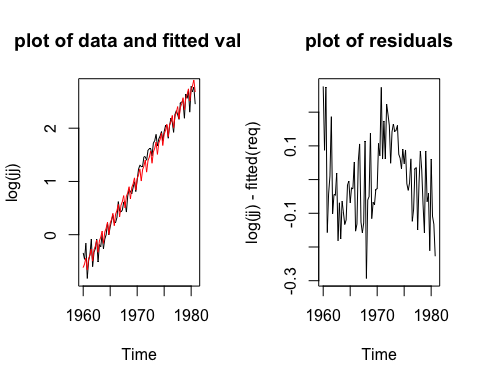 plot of data and fitted val
log(jj)
0 1 2
1960 1970 1980
Time
plot of residuals
log(jj) - fitted(req)
-0.3 -0.1 0.1
1960 1970 1980
Time